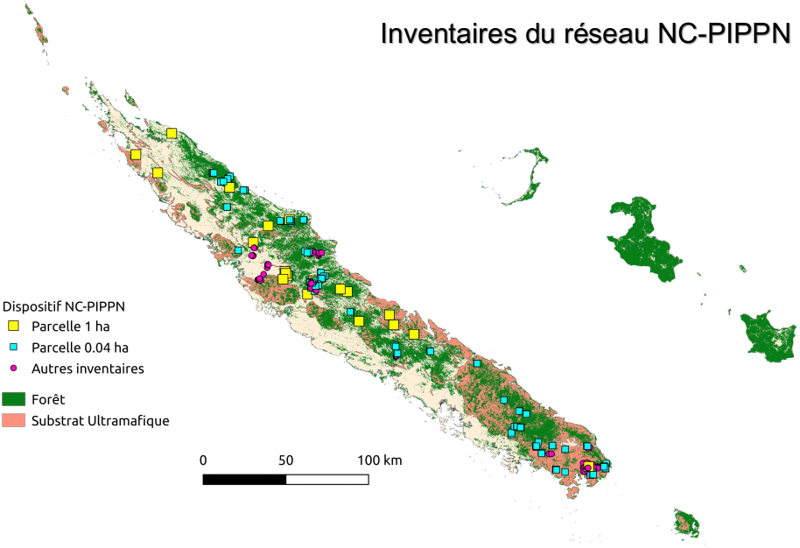 Inventaires du réseau NC-PIPPN
Dispositif NC-PIPPN
Parcelle 1 ha
Parcelle 0.04 ha
Autres inventaires
Forêt
Substrat Ultramafique
0 50 100 km